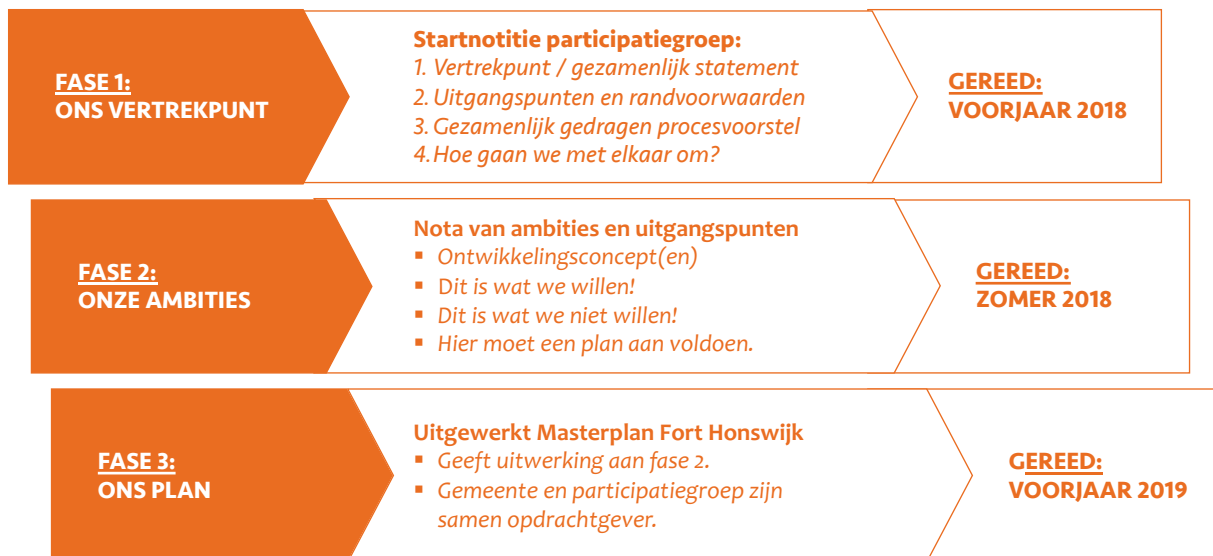 FASE 1:
ONS VERTREKPUNT
Startnotitie participatiegroep:
1. Vertrekpunt / gezamenlijk statement
2. Uitgangspunten en randvoorwaarden
3. Gezamenlijk gedragen procesvoorstel
4. Hoe gaan we met elkaar om?
GEREED:
VOORJAAR 2018
FASE 2:
ONZE AMBITIES
Nota van ambities en uitgangspunten
▪ Ontwikkelingsconcept(en)
▪ Dit is wat we willen!
▪ Dit is wat we niet willen!
▪ Hier moet een plan aan voldoen.
GEREED:
ZOMER 2018
FASE 3:
ONS PLAN
Uitgewerkt Masterplan Fort Honswijk
▪ Geeft uitwerking aan fase 2.
▪ Gemeente en participatiegroep zijn
samen opdrachtgever.
GEREED:
VOORJAAR 2019